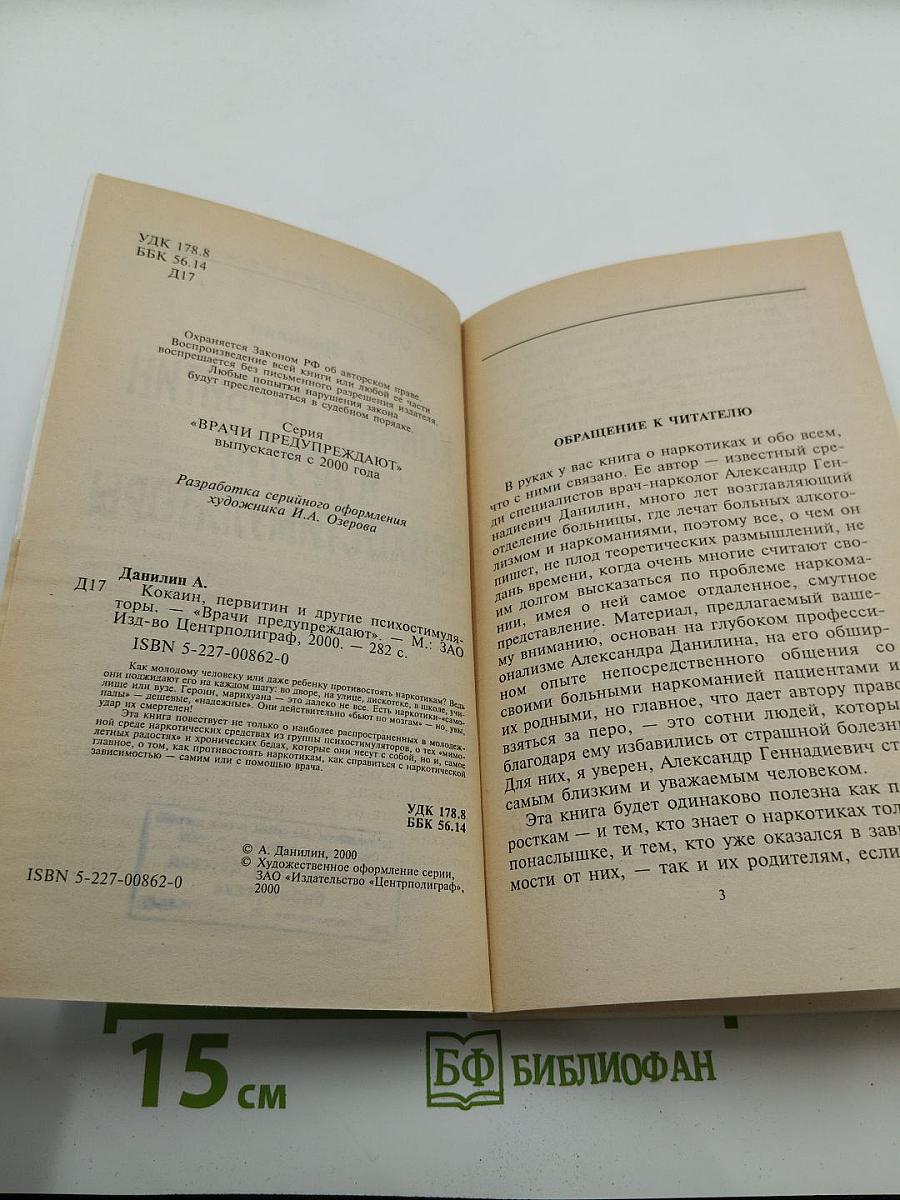 УДК 178.8
ББК 56.14
Д17
Охраняется Законом РФ об авторском праве.
Воспроизведение всей книги или любой ее части
воспрещается без письменного разрешения издателя.
Любые попытки нарушения закона
будут преследоваться в судебном порядке.
Серия
«ВРАЧИ ПРЕДУПРЕЖДАЮТ»
выпускается с 2000 года
Разработка серийного оформления
художника И.А. Озерова
Данилин А.
Д17 Кокаин, первитин и другие психостимуля-
торы. — «Врачи предупреждают». — М.: ЗАО
Изд-во Центрполиграф, 2000. — 282 с.
ISBN 5-227-00862-0
Как молодому человеку или даже ребенку противостоять наркотикам? Ведь
они поджидают его на каждом шагу: во дворе, на улице, дискотеке, в школе, учи-
лище или вузе. Героин, марихуана — это далеко не все. Есть наркотики-«само-
палы» — дешевые, «надежные». Они действительно «бьют по мозгам» — но, увы,
удар их смертелен!
Эта книга повествует не только о наиболее распространенных в молодеж-
ной среде наркотических средствах из группы психостимуляторов, о тех «мимо-
летных радостях» и хронических бедах, которые они несут с собой, но и, самое
главное, о том, как противостоять наркотикам, как справиться с наркотической
зависимостью — самим или с помощью врача.
УДК 178.8
ББК 56.14
© А. Данилин, 2000
© Художественное оформление серии,
ЗАО «Издательство «Центрполиграф»,
2000
ISBN 5-227-00862-0
ОБРАЩЕНИЕ К ЧИТАТЕЛЮ
В руках у вас книга о наркотиках и обо всем,
что с ними связано. Ее автор — известный сре-
ди специалистов врач-нарколог Александр Ген-
надиевич Данилин, много лет возглавляющий
отделение больницы, где лечат больных алкого-
лизмом и наркоманиями, поэтому все, о чем он
пишет, не плод теоретических размышлений, не
дань времени, когда очень многие считают сво-
им долгом высказаться по проблеме наркома-
нии, имея о ней самое отдаленное, смутное
представление. Материал, предлагаемый ваше-
му вниманию, основан на глубоком професси-
онализме Александра Данилина, на его обшир-
ном опыте непосредственного общения со
своими больными наркоманией пациентами и
их родными, но главное, что дает автору право
взяться за перо, — это сотни людей, которы
благодаря ему избавились от страшной болезн
Для них, я уверен, Александр Геннадиевич ст
самым близким и уважаемым человеком.
Эта книга будет одинаково полезна как п
росткам — и тем, кто знает о наркотиках тол
понаслышке, и тем, кто уже оказался в зави
мости от них, — так и их родителям, если
3
15 см
БФ БИБЛИОФАН